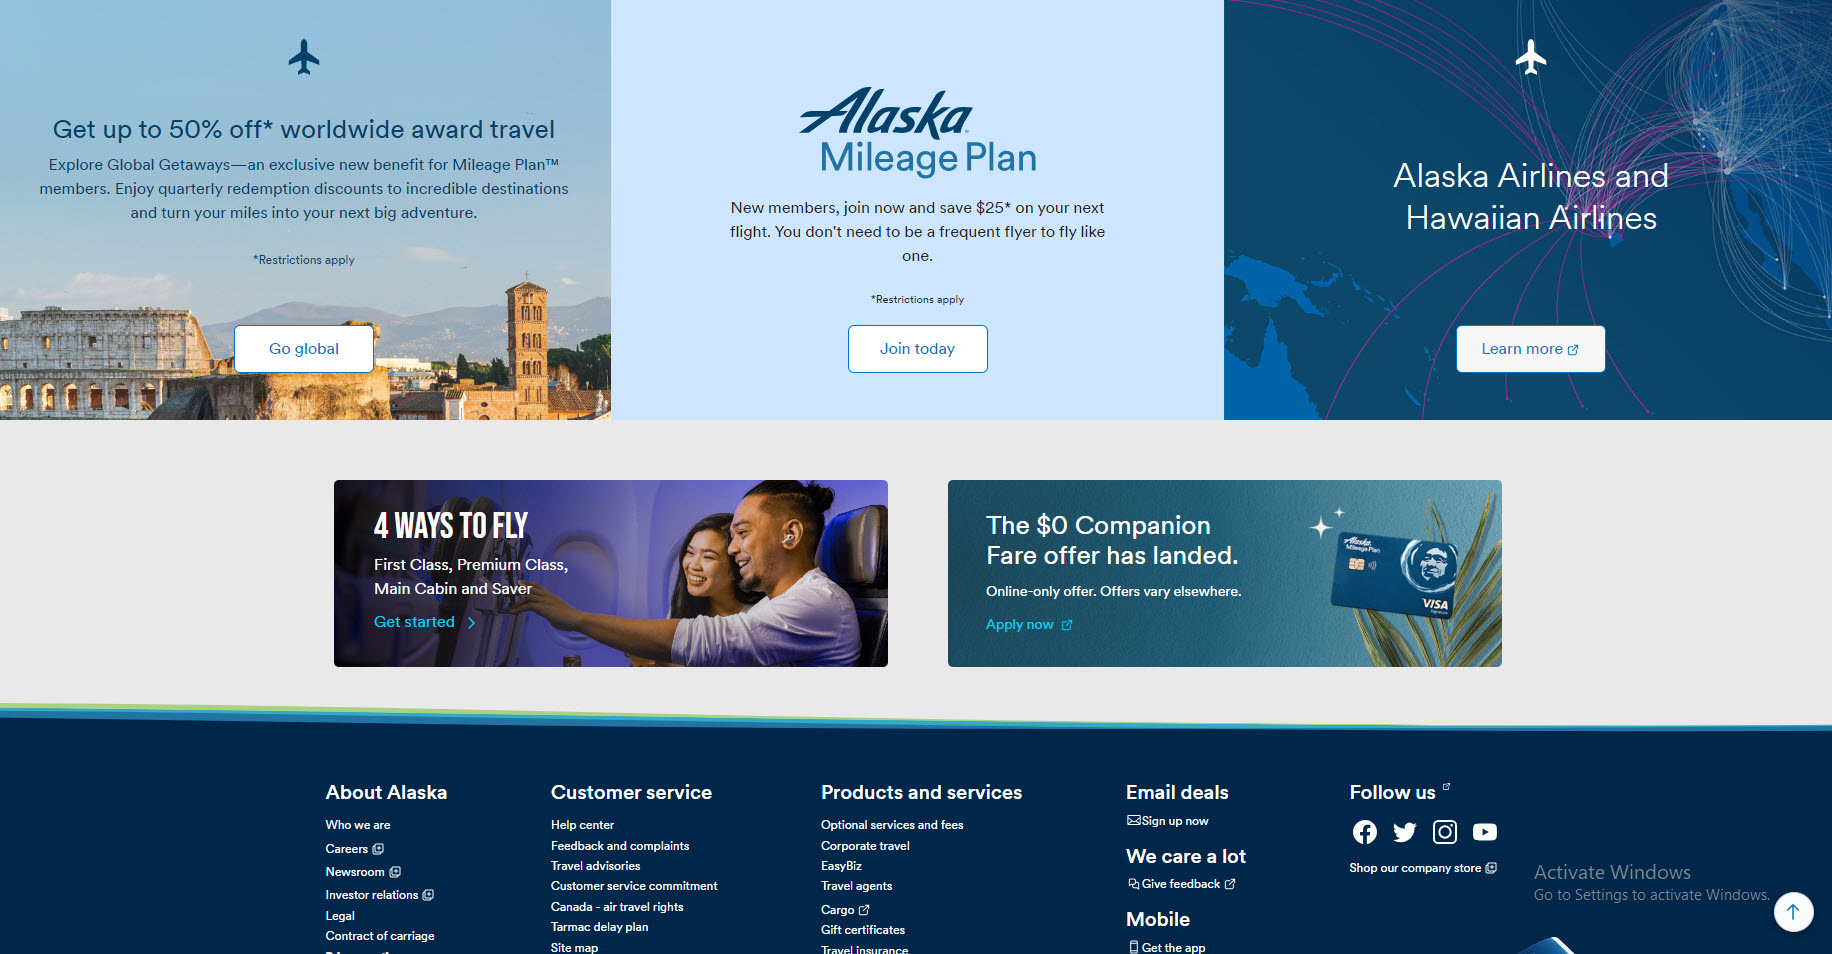 Get up to 50% off* worldwide award travel
Explore Global Getaways—an exclusive new benefit for Mileage Plan™
members. Enjoy quarterly redemption discounts to incredible destinations
and turn your miles into your next big adventure.
*Restrictions apply
Go global
Alaska
Mileage Plan
New members, join now and save $25* on your next
flight. You don't need to be a frequent flyer to fly like
one.
*Restrictions apply
Join today
Alaska Airlines and
Hawaiian Airlines
Learn more
4 WAYS TO FLY
First Class, Premium Class,
Main Cabin and Saver
Get started
The $0 Companion
Fare offer has landed.
Online-only offer. Offers vary elsewhere.
Apply now
Alaska
Mileage Plan
VISA
Signature
About Alaska
Who we are
Careers
Newsroom
Investor relations
Legal
Contract of carriage
Customer service
Help center
Feedback and complaints
Travel advisories
Customer service commitment
Canada - air travel rights
Tarmac delay plan
Site map
Products and services
Optional services and fees
Corporate travel
EasyBiz
Travel agents
Cargo
Gift certificates
Travel insurance
Email deals
Sign up now
We care a lot
Give feedback
Mobile
Get the app
Follow us
Shop our company store
Activate Windows
Go to Settings to activate Windows.